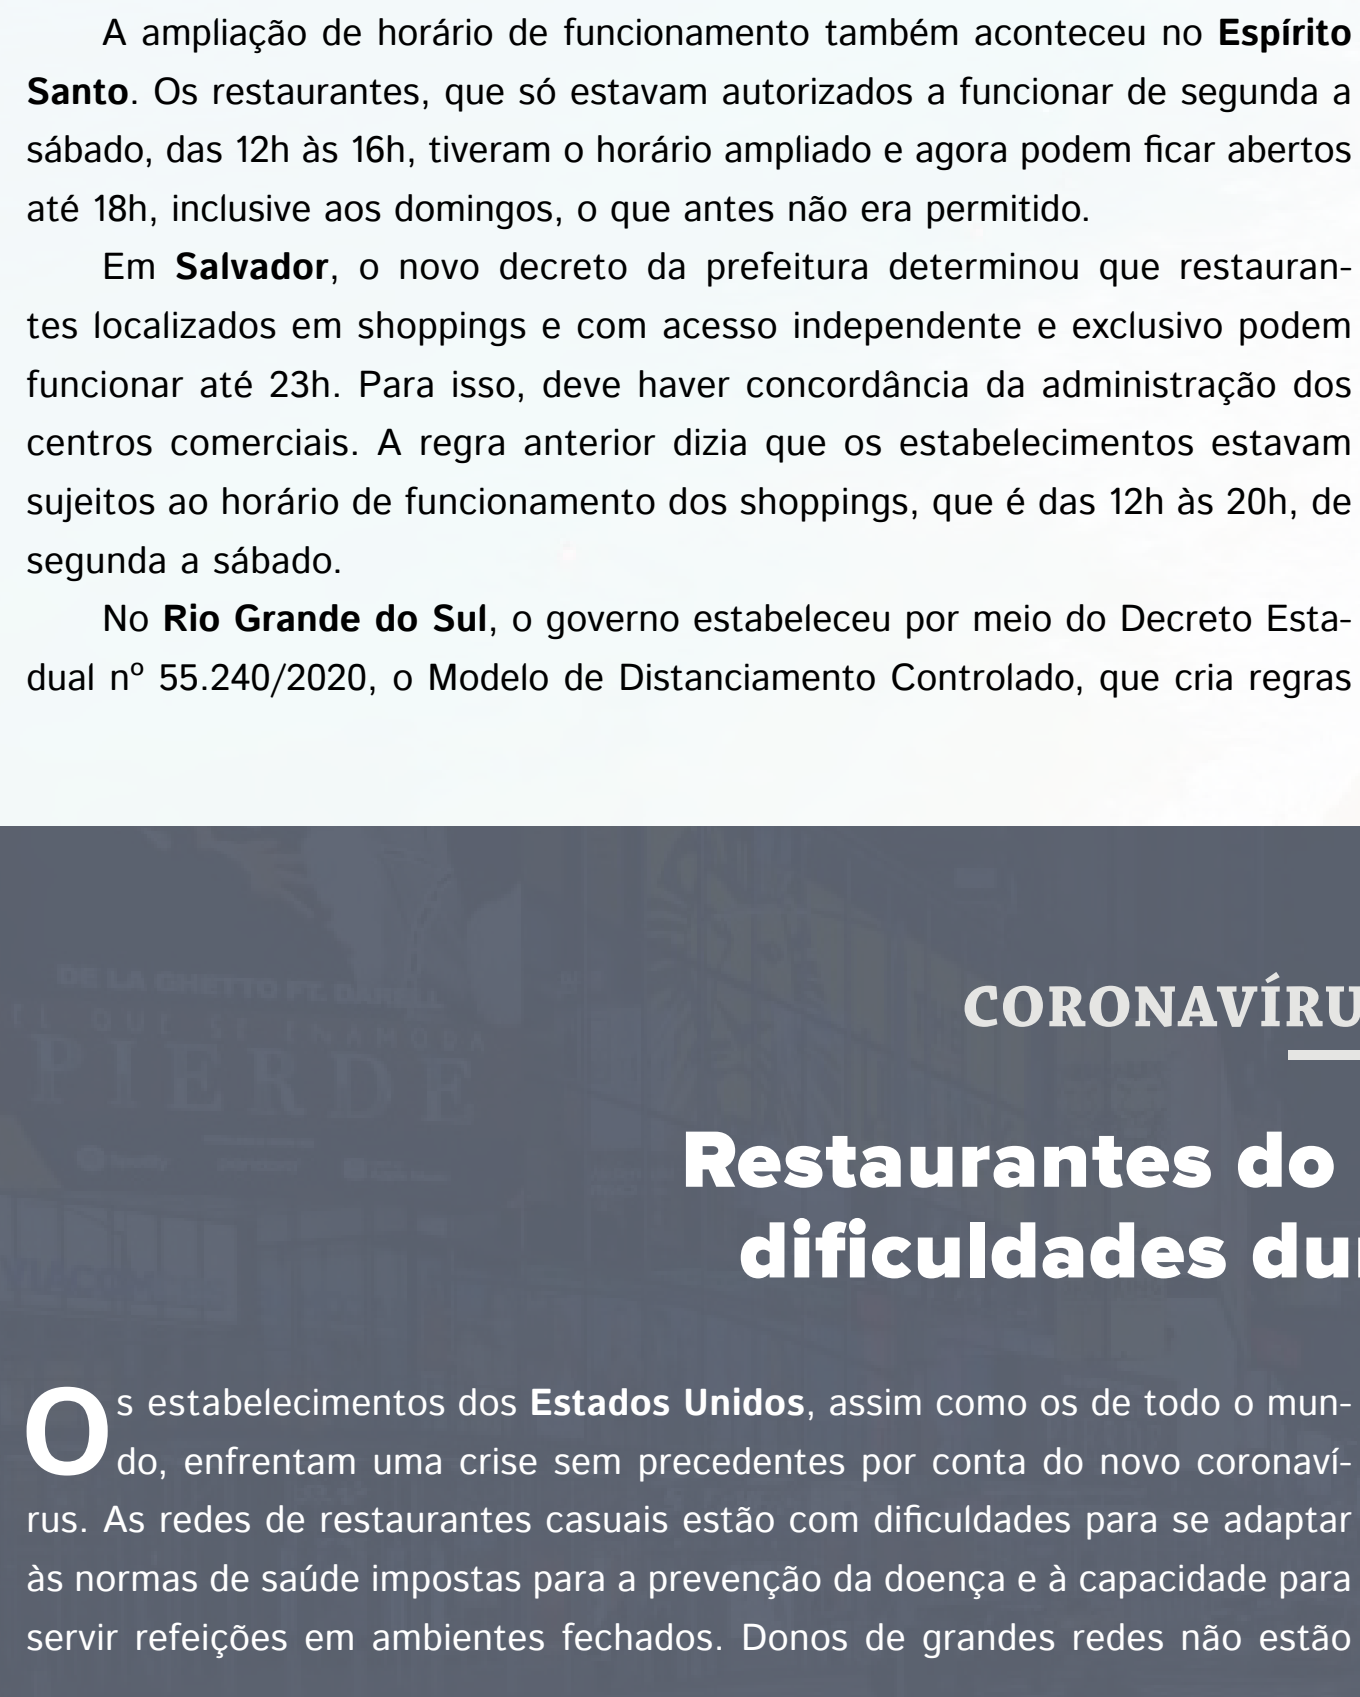 A ampliação de horário de funcionamento também aconteceu no Espírito
Santo. Os restaurantes, que só estavam autorizados a funcionar de segunda a
sábado, das 12h às 16h, tiveram o horário ampliado e agora podem ficar abertos
até 18h, inclusive aos domingos, o que antes não era permitido.
Em Salvador, o novo decreto da prefeitura determinou que restauran-
tes localizados em shoppings e com acesso independente e exclusivo podem
funcionar até 23h. Para isso, deve haver concordância da administração dos
centros comerciais. A regra anterior dizia que os estabelecimentos estavam
sujeitos ao horário de funcionamento dos shoppings, que é das 12h às 20h, de
segunda a sábado.
No Rio Grande do Sul, o governo estabeleceu por meio do Decreto Esta-
dual nº 55.240/2020, o Modelo de Distanciamento Controlado, que cria regras
DE LA GHETTO FT. DARELL
EL QUE SE ENAMORA
PIERDE
CORONAVÍRU
Restaurantes do
dificuldades du
Os estabelecimentos dos Estados Unidos, assim como os de todo o mun-
do, enfrentam uma crise sem precedentes por conta do novo coronaví-
rus. As redes de restaurantes casuais estão com dificuldades para se adaptar
às normas de saúde impostas para a prevenção da doença e à capacidade para
servir refeições em ambientes fechados. Donos de grandes redes não estão